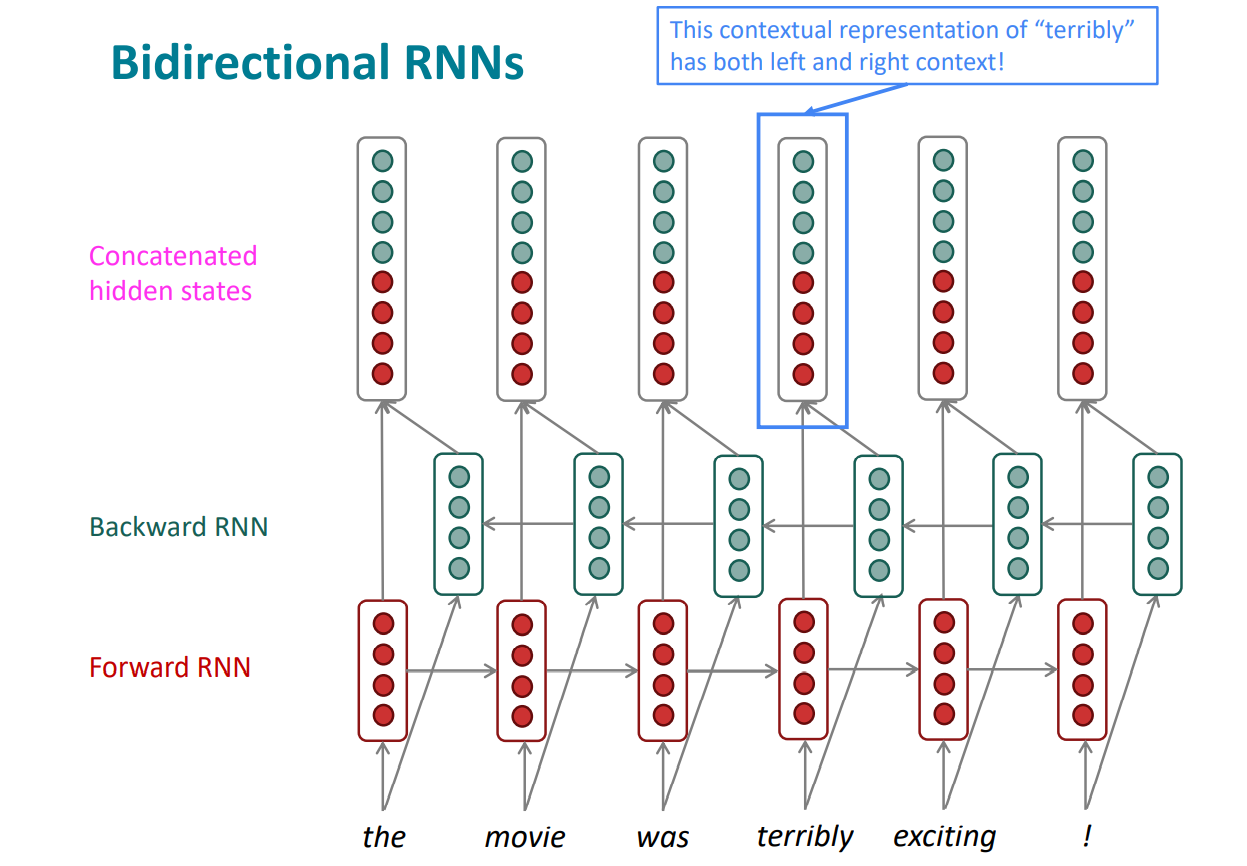 Bidirectional RNNs
This contextual representation of “terribly”
has both left and right context!
Concatenated
hidden states
Backward RNN
Forward RNN
the movie was terribly exciting !